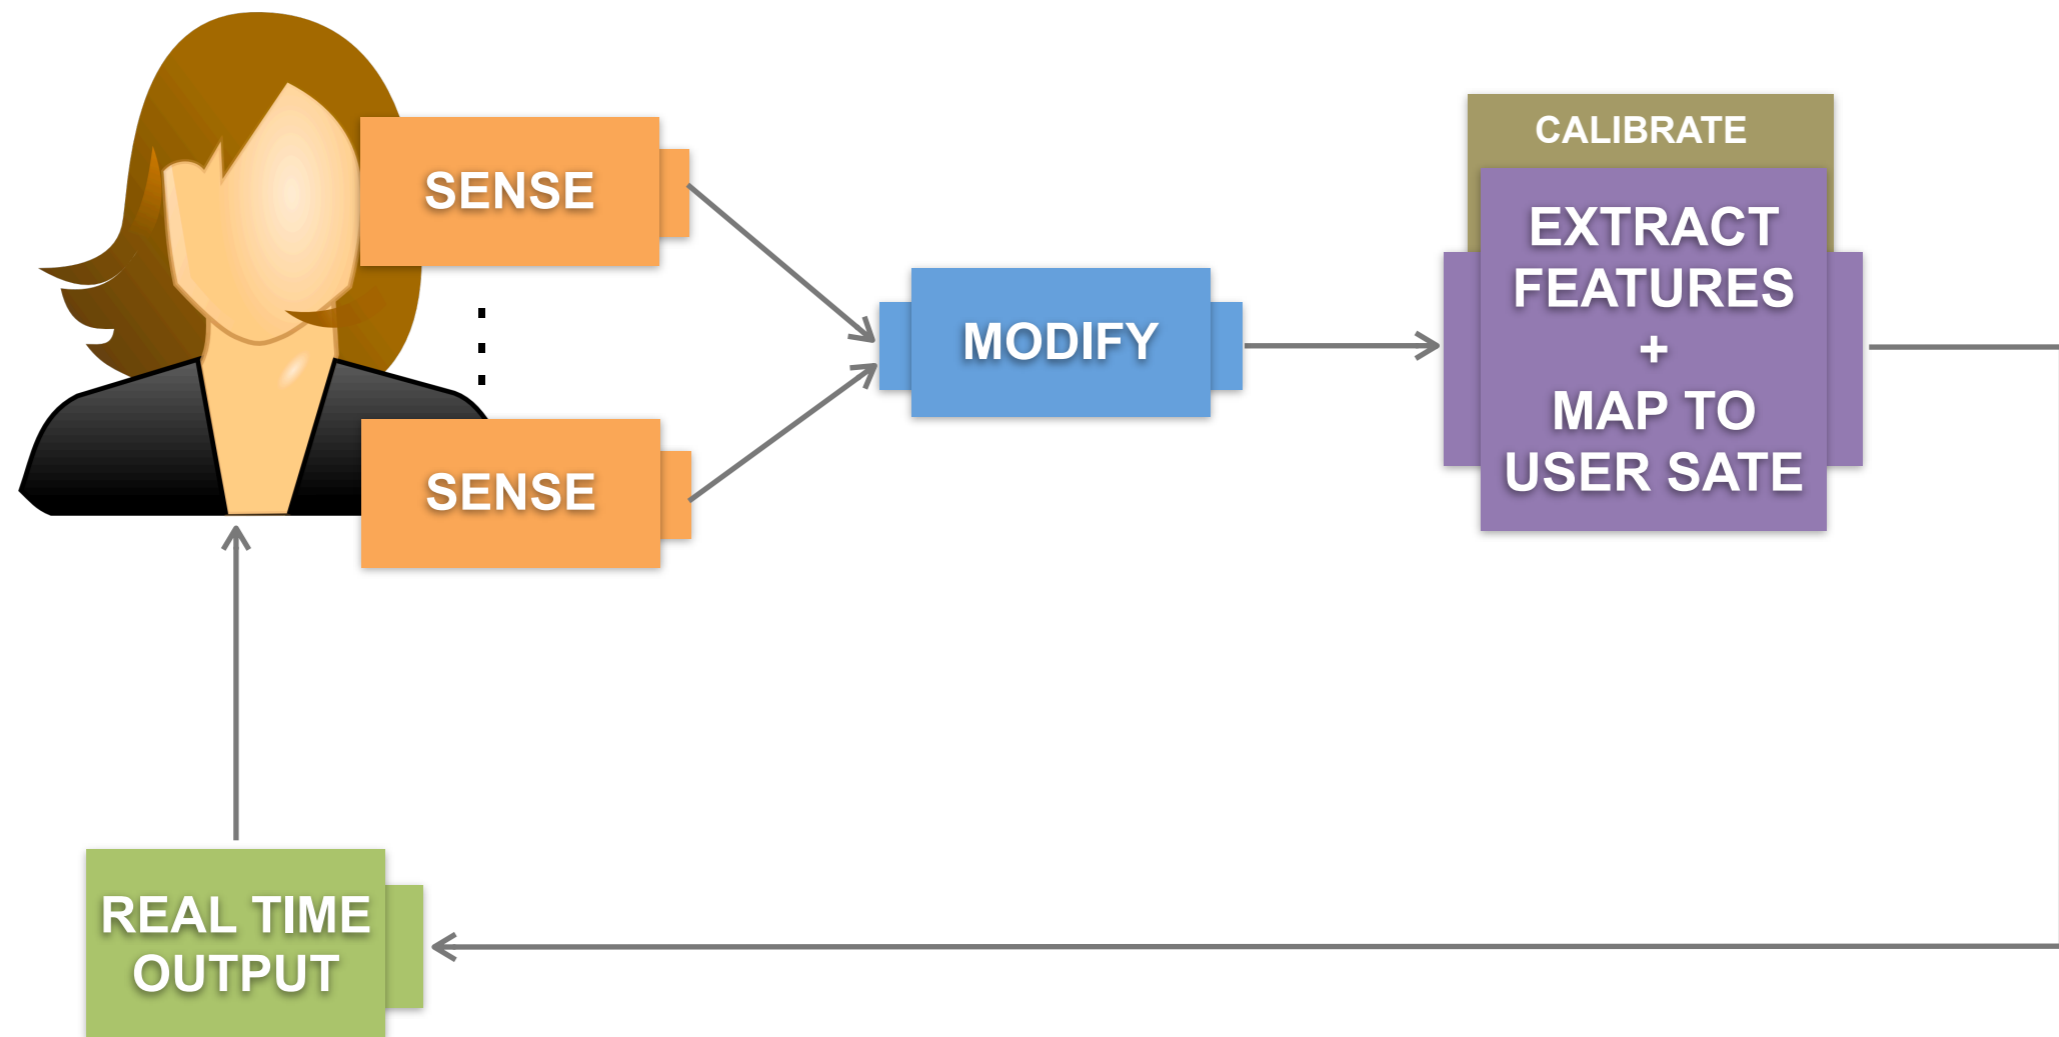 SENSE
SENSE
MODIFY
CALIBRATE
EXTRACT
FEATURES
+
MAP TO
USER SATE
REAL TIME
OUTPUT